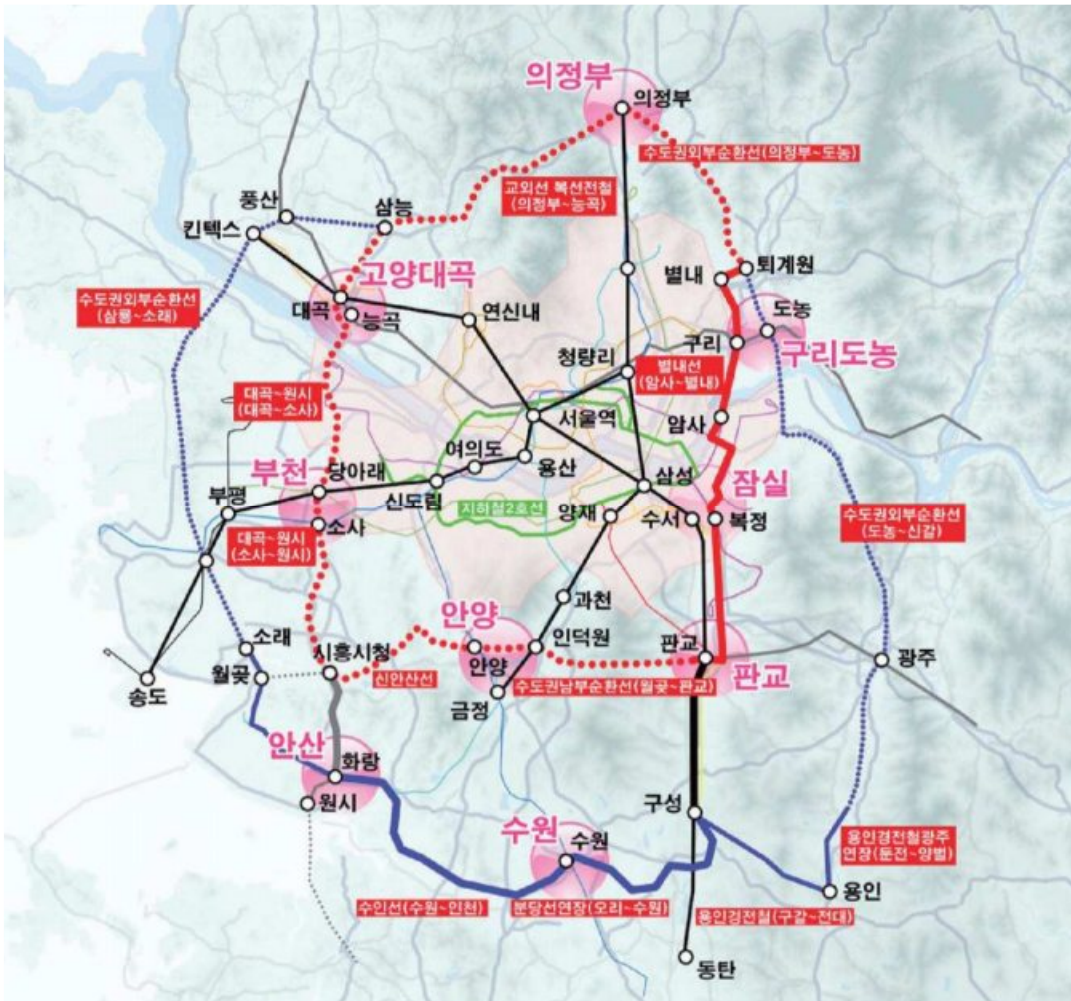 의정부
의정부
수도권외부순환선(의정부~도농)
교외선 복선전철
(의정부~능곡)
풍산
삼능
킨텍스
고양대곡
별내
퇴계원
수도권외부순환선
(삼릉~소래)
대곡
능곡
연신내
도농
구리
구리도농
청량리
별내선
(암사~별내)
대곡~원시
(대곡~소사)
서울역
암사
여의도
용산
부천
당아래
신도림
삼성
잠실
부평
지하철2호선
양재
수서
복정
수도권외부순환선
(도농~신갈)
소사
대곡~원시
(소사~원시)
과천
안양
소래
시흥시청
안양
인덕원
판교
광주
월곶
송도
신안산선
수도권남부순환선(월곶~판교)
판교
금정
안산
화랑
원시
구성
수원
수원
용인경전철광주
연장(둔전~양벌)
용인
수인선(수원~인천)
분당선연장(오리~수원)
용인경전철(구갈~전대)
동탄